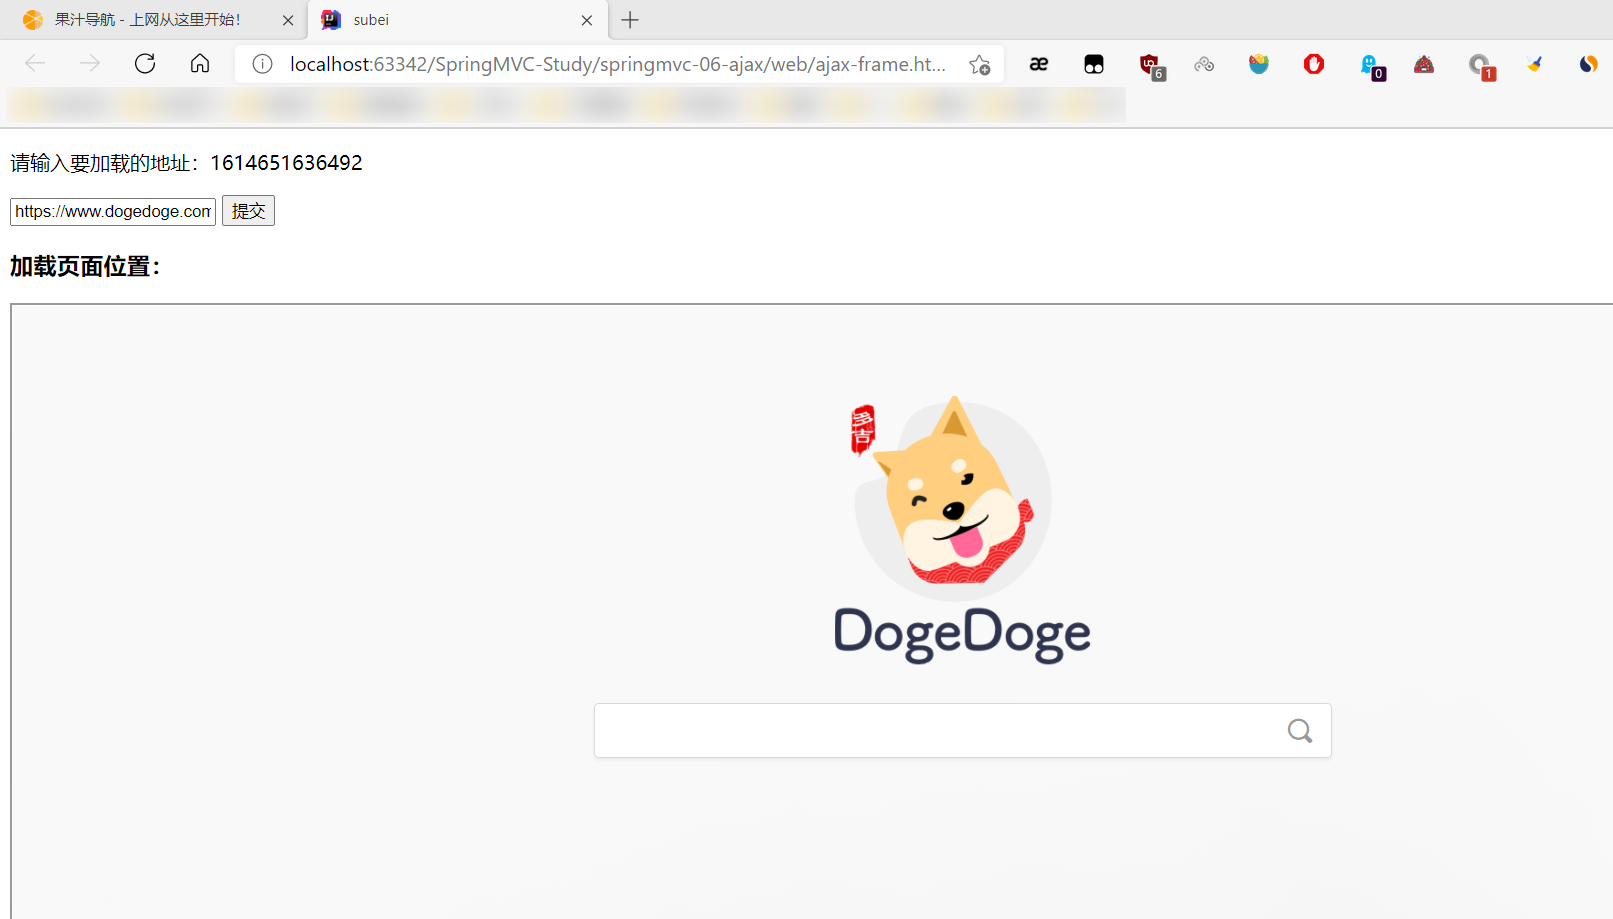 果汁导航 - 上网从这里开始!
subei
localhost:63342/SpringMVC-Study/springmvc-06-ajax/web/ajax-frame.ht...
æ
6
0
1
请输入要加载的地址：1614651636492
https://www.dogedoge.com
提交
加载页面位置：
多吉
DogeDoge